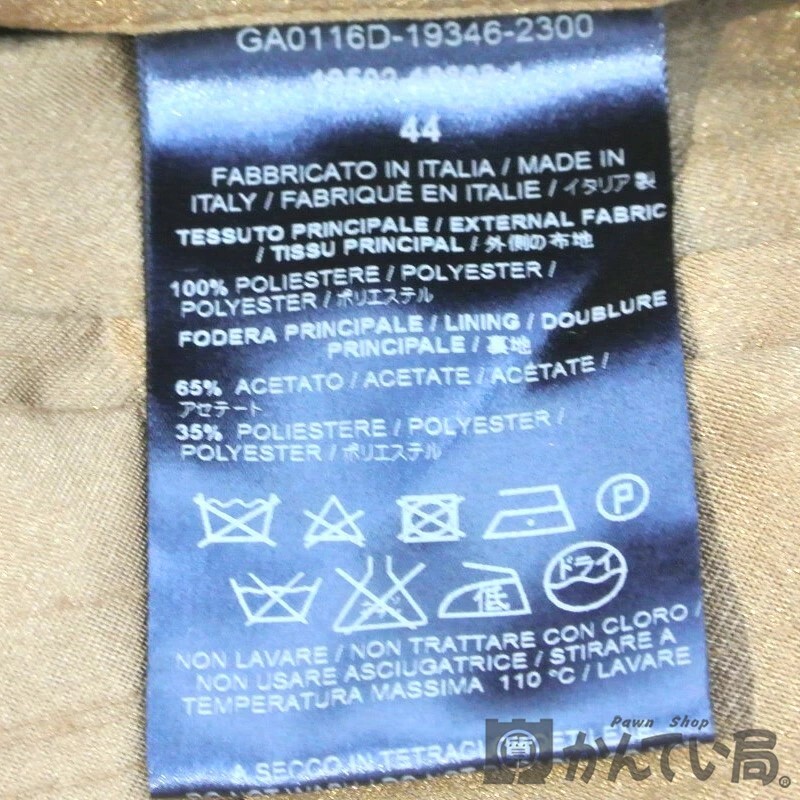 GA0116D-19346-2300
44
FABBRICATO IN ITALIA / MADE IN
ITALY / FABRIQUÉ EN ITALIE / イタリア製
TESSUTO PRINCIPALE / EXTERNAL FABRIC
/ TISSU PRINCIPAL / 外側の布地
100% POLIESTERE / POLYESTER /
POLYESTER / ポリエステル
FODERA PRINCIPALE / LINING / DOUBLURE
PRINCIPALE / 裏地
65% ACETATO / ACETATE / ACÉTATE /
アセテート
35% POLIESTERE / POLYESTER /
POLYESTER / ポリエステル
P
低 ドライ
NON LAVARE / NON TRATTARE CON CLORO /
NON USARE ASCIUGATRICE / STIRARE A
TEMPERATURA MASSIMA 110 °C / LAVARE
A SECCO IN
Pawn Shop
質 かんてい局®